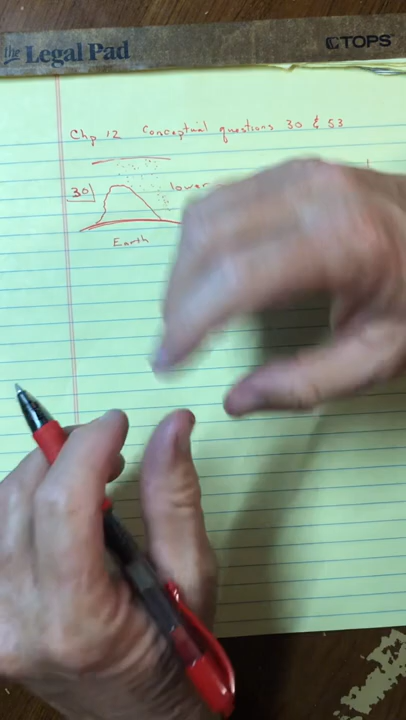 the Legal Pad
TOPS
Chp 12 Conceptual questions 30 & 53
30
lower
Earth